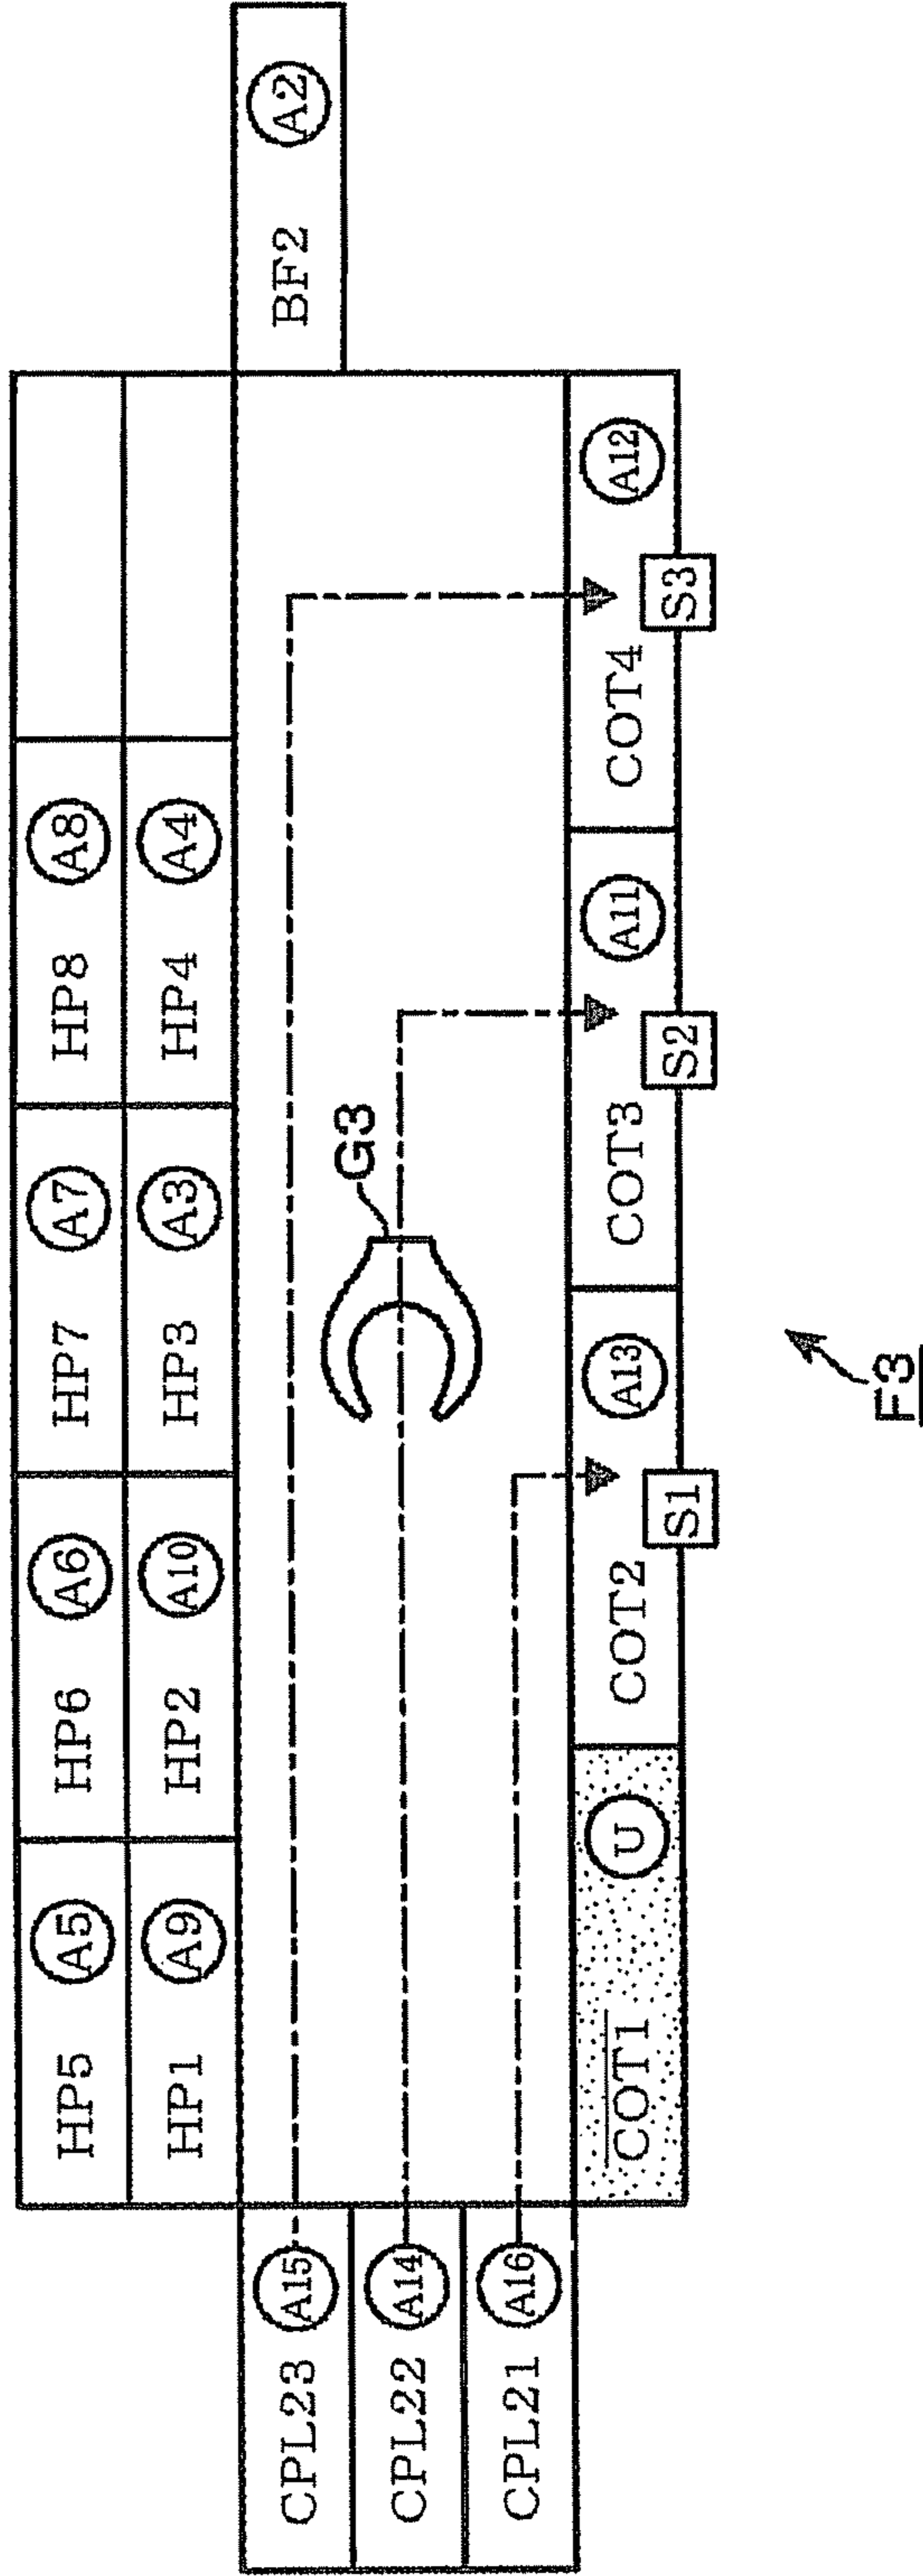 HP5 A5 HP6 A6 HP7 A7 HP8 A8
HP1 A9 HP2 A10 HP3 A3 HP4 A4
CPL23 A15
BF2 A2
CPL22 A14
G3
CPL21 A16
COT1 U COT2 A13 COT3 A11 COT4 A12
S1 S2 S3
F3